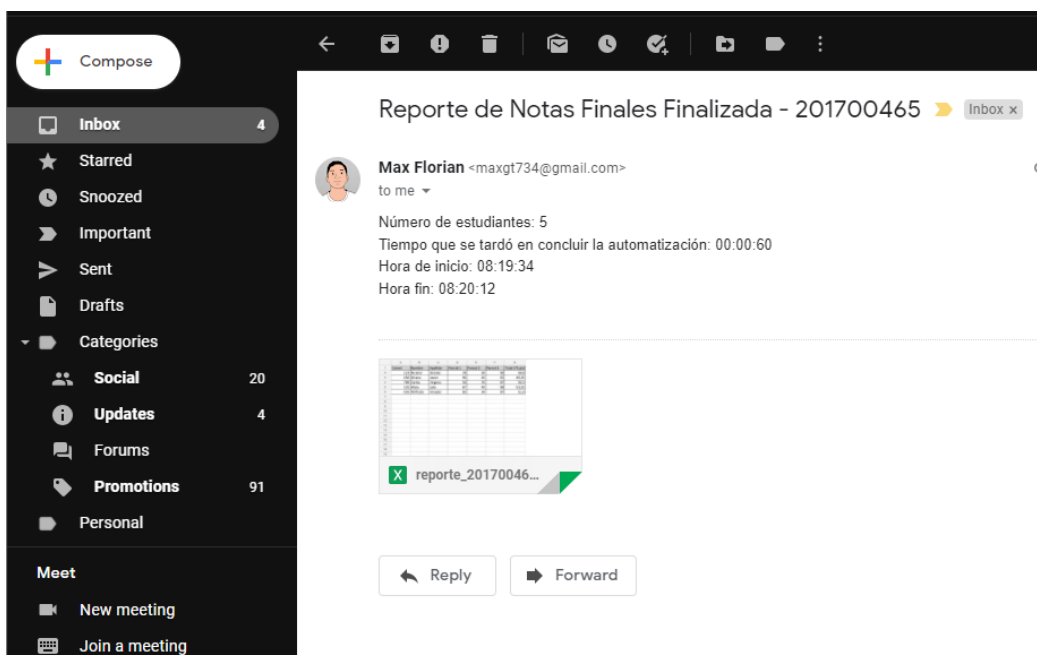 Compose
Inbox 4
Starred
Snoozed
Important
Sent
Drafts
Categories
Social 20
Updates 4
Forums
Promotions 91
Personal
Meet
New meeting
Join a meeting
Reporte de Notas Finales Finalizada - 201700465 Inbox x
Max Florian <maxgt734@gmail.com>
to me
Número de estudiantes: 5
Tiempo que se tardó en concluir la automatización: 00:00:60
Hora de inicio: 08:19:34
Hora fin: 08:20:12
X reporte_20170046...
Reply
Forward